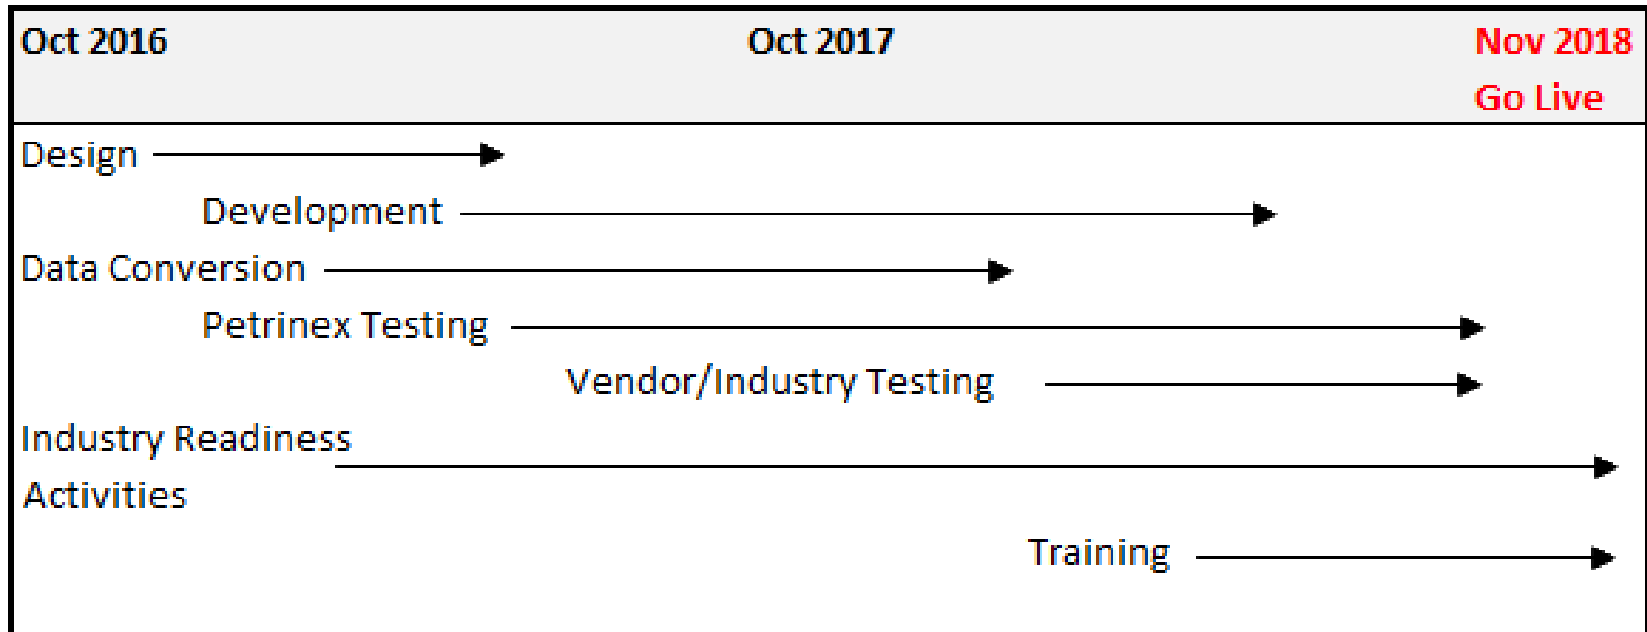 Oct 2016 Oct 2017 Nov 2018
Go Live
Design
Development
Data Conversion
Petrinex Testing
Vendor/Industry Testing
Industry Readiness
Activities
Training